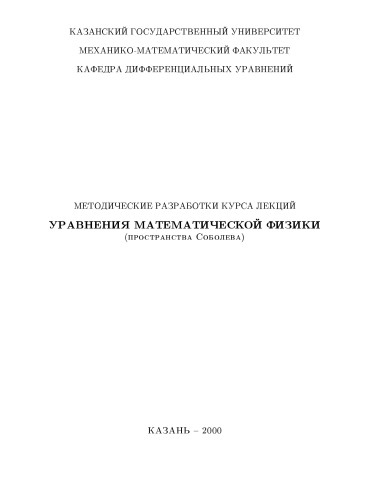 КАЗАНСКИЙ ГОСУДАРСТВЕННЫЙ УНИВЕРСИТЕТ
МЕХАНИКО-МАТЕМАТИЧЕСКИЙ ФАКУЛЬТЕТ
КАФЕДРА ДИФФЕРЕНЦИАЛЬНЫХ УРАВНЕНИЙ
МЕТОДИЧЕСКИЕ РАЗРАБОТКИ КУРСА ЛЕКЦИЙ
УРАВНЕНИЯ МАТЕМАТИЧЕСКОЙ ФИЗИКИ
(ПРОСТРАНСТВА СОБОЛЕВА)
КАЗАНЬ – 2000